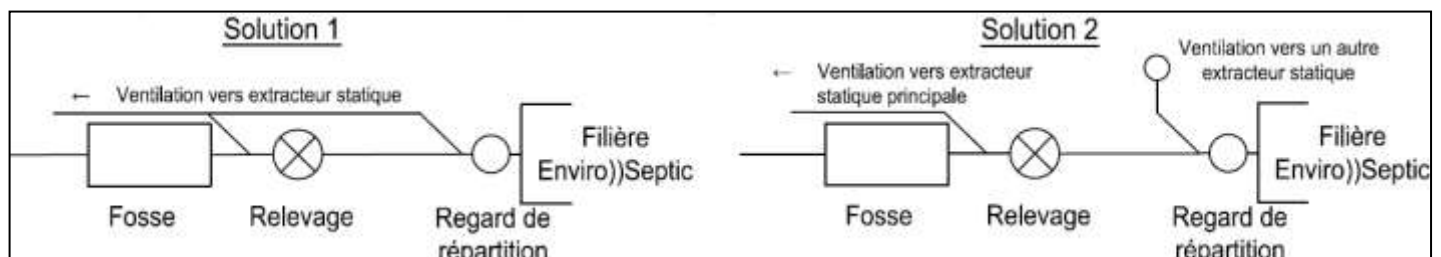 Solution 1
← Ventilation vers extracteur statique
Filière
Enviro))Septic
Fosse
Relevage
Regard de
répartition
Solution 2
← Ventilation vers extracteur
statique principale
Ventilation vers un autre
extracteur statique
Filière
Enviro))Septic
Fosse
Relevage
Regard de
répartition